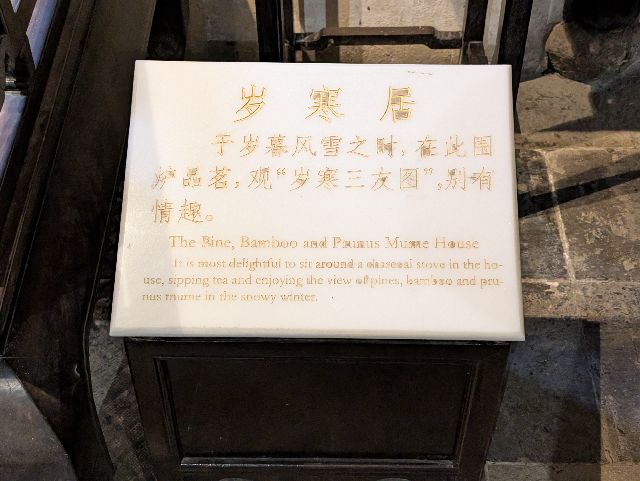 岁寒居
于岁暮风雪之时，在此围
炉品茗，观“岁寒三友图”，别有
情趣。
The Pine, Bamboo and Prunus Mume House
It is most delightful to sit around a charcoal stove in the ho-
use, sipping tea and enjoying the view of pines, bamboo and pru-
nus mume in the snowy winter.